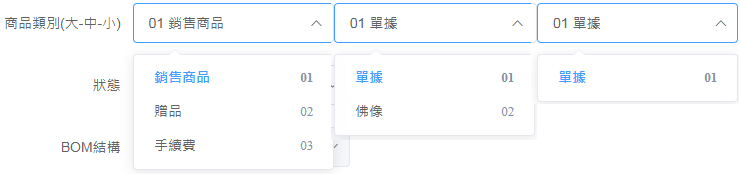 商品類別(大-中-小) 01 銷售商品 01 單據 01 單據
銷售商品 01 單據 01 單據 01
狀態
贈品 02 佛像 02
手續費 03
BOM結構